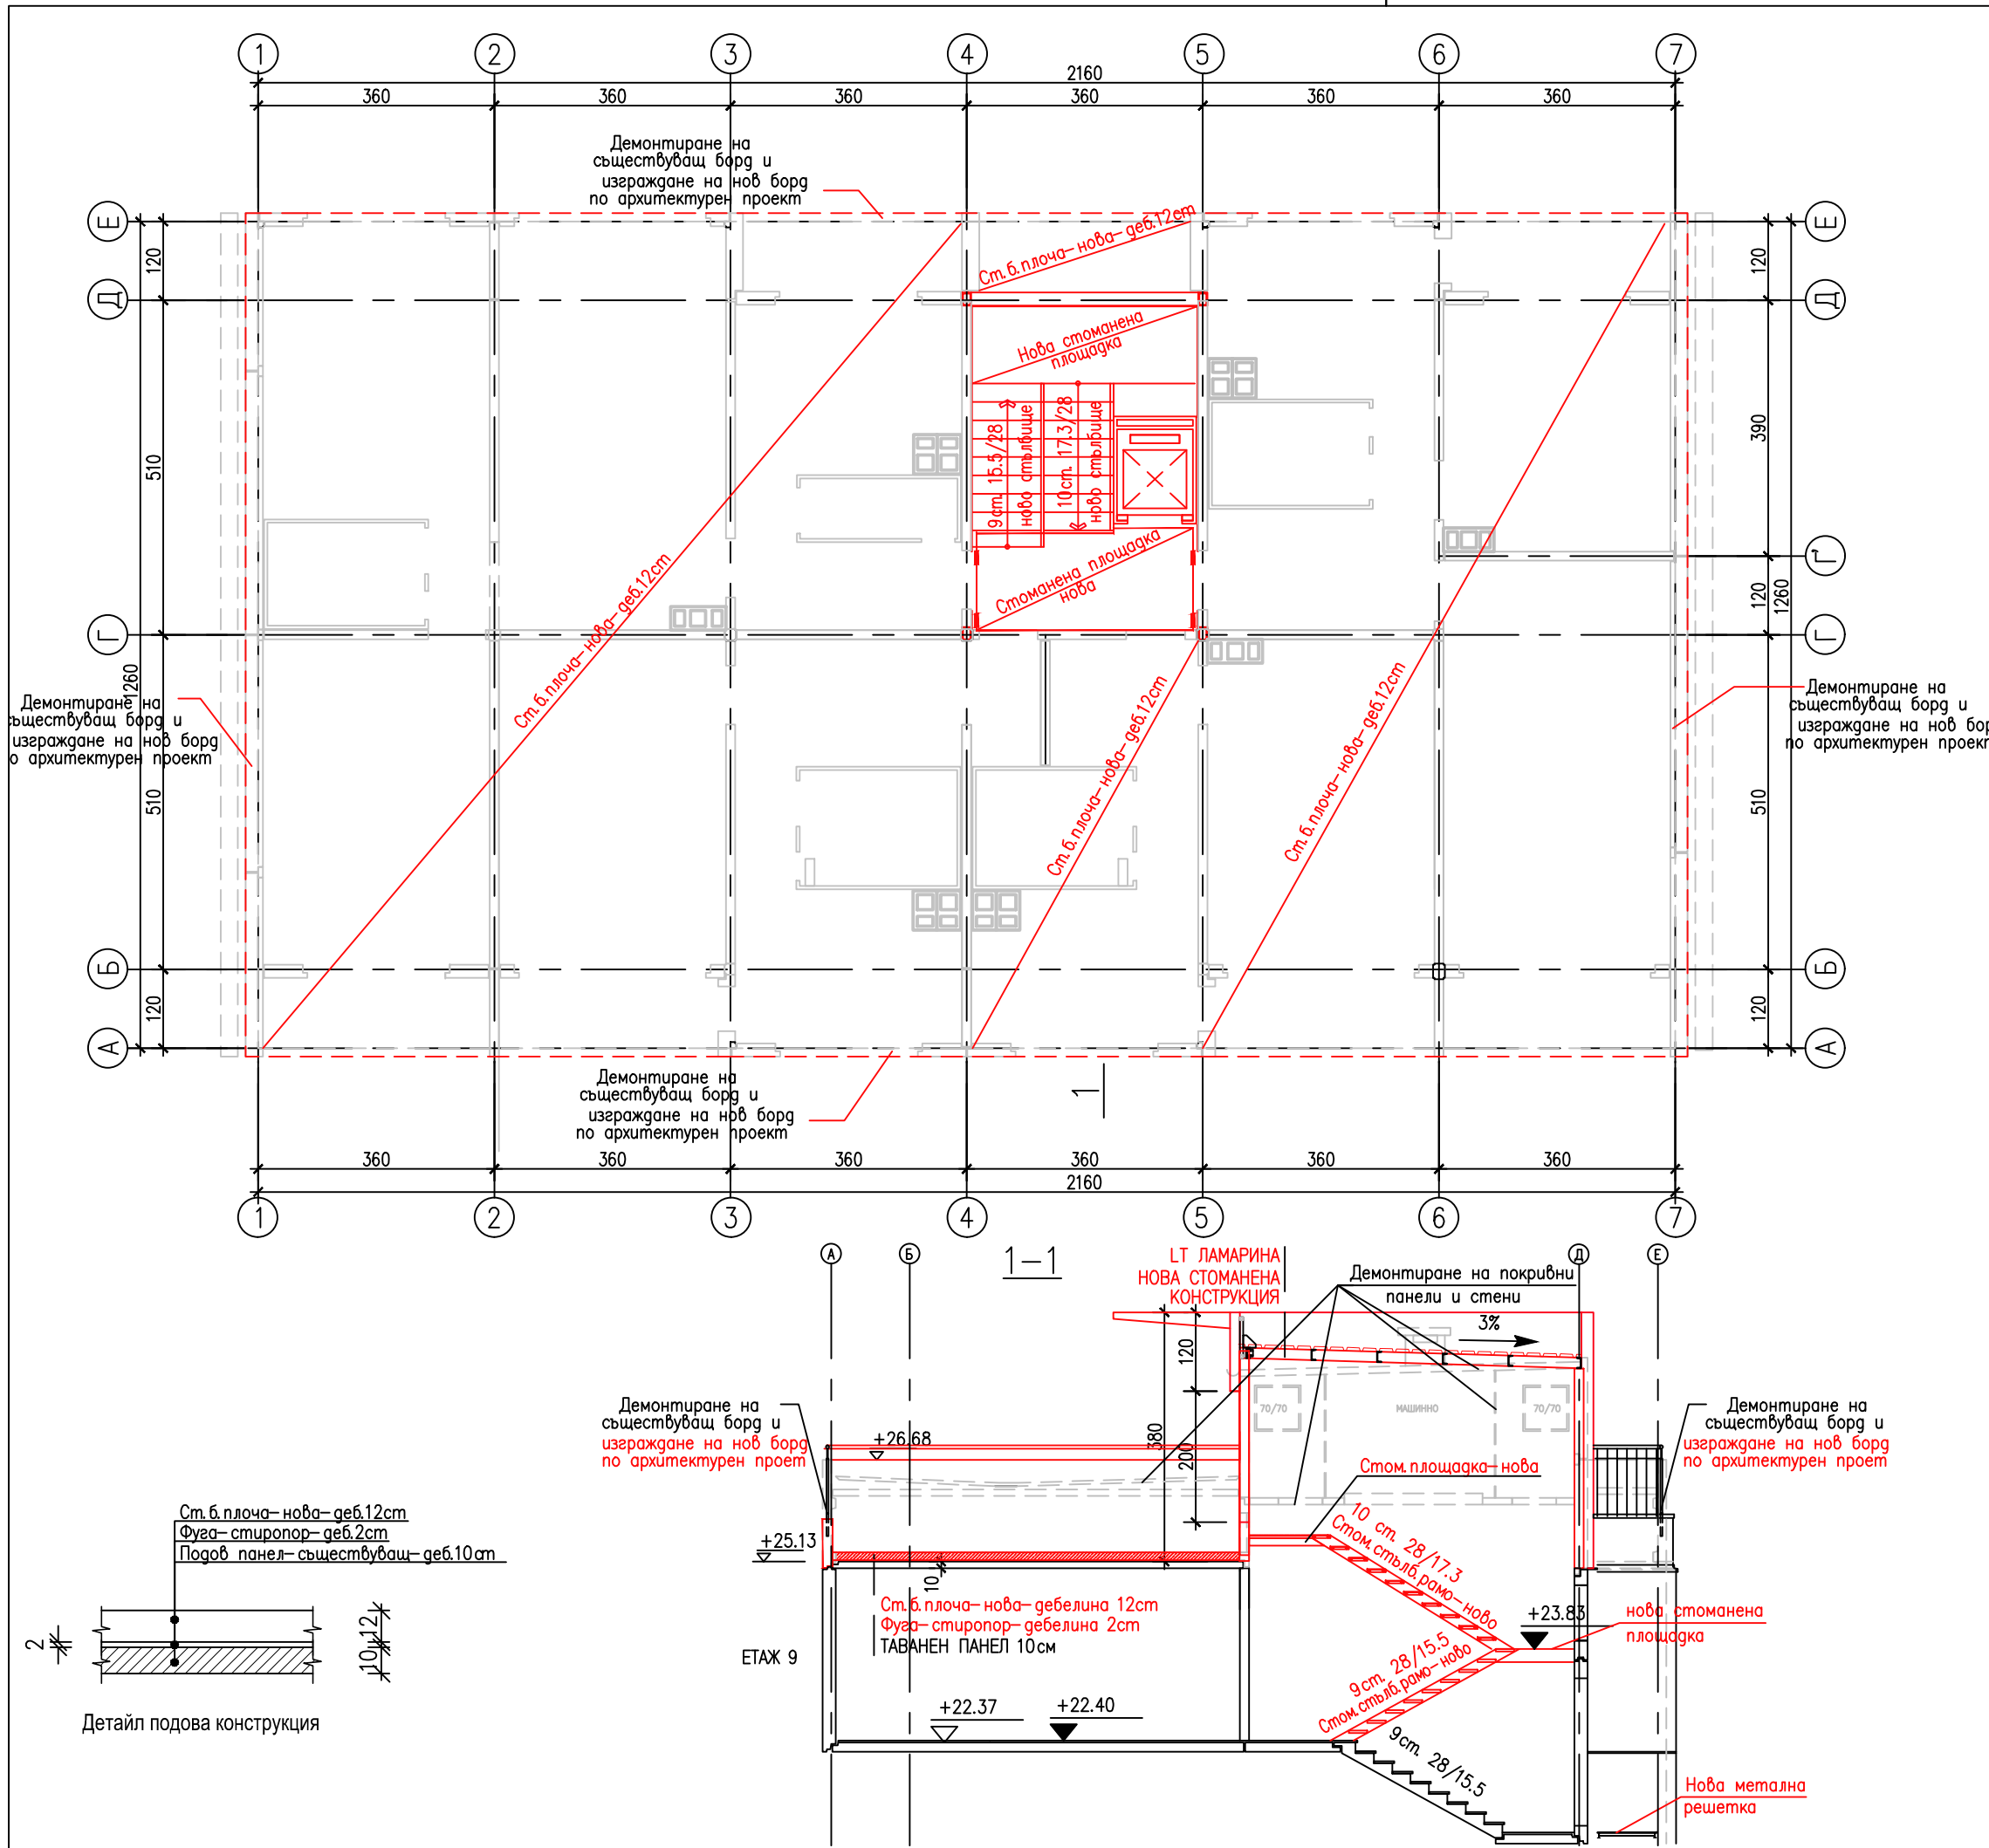 1 2 3 4 5 6 7
2160
360 360 360 360 360 360
Демонтиране на
съществуващ борд и
изграждане на нов борд
по архитектурен проект
Е
Д
Г
Б
А
120
510
1260
510
120
Е
Д
Г'
Г
Б
А
120
390
120
1260
510
120
Ст.б.плоча-нова-деб.12cm
Нова стоманена
площадка
9ст. 15.5/28
ново стълбище
10ст. 17.3/28
ново стълбище
Стоманена площадка
нова
Ст.б.плоча-нова-деб.12cm
Ст.б.плоча-нова-деб.12cm
Ст.б.плоча-нова-деб.12cm
Демонтиране на
съществуващ борд и
изграждане на нов борд
о архитектурен проект
Демонтиране на
съществуващ борд и
изграждане на нов бор
по архитектурен проект
Демонтиране на
съществуващ борд и
изграждане на нов борд
по архитектурен проект
1
360 360 360 360 360 360
2160
1 2 3 4 5 6 7
1-1
А Б Д Е
LT ЛАМАРИНА
НОВА СТОМАНЕНА
КОНСТРУКЦИЯ
Демонтиране на покривни
панели и стени
3%
120
380
200
70/70
МАШИННО
70/70
Демонтиране на
съществуващ борд и
изграждане на нов борд
по архитектурен проет
Демонтиране на
съществуващ борд и
изграждане на нов борд
по архитектурен проет
+26.68
Стом.площадка-нова
+25.13
10
10 ст. 28/17.3
Стом.стълб.рамо-ново
Ст.б.плоча-нова-дебелина 12cm
Фуга-стиропор-дебелина 2cm
ТАВАНЕН ПАНЕЛ 10см
ЕТАЖ 9
+23.83
нова стоманена
площадка
9ст. 28/15.5
Стом.стълб.рамо-ново
+22.37
+22.40
9ст. 28/15.5
Нова метална
решетка
Ст.б.плоча-нова-деб.12cm
Фуга-стиропор-деб.2cm
Подов панел-съществуващ-деб.10cm
2
12
10
Детайл подова конструкция